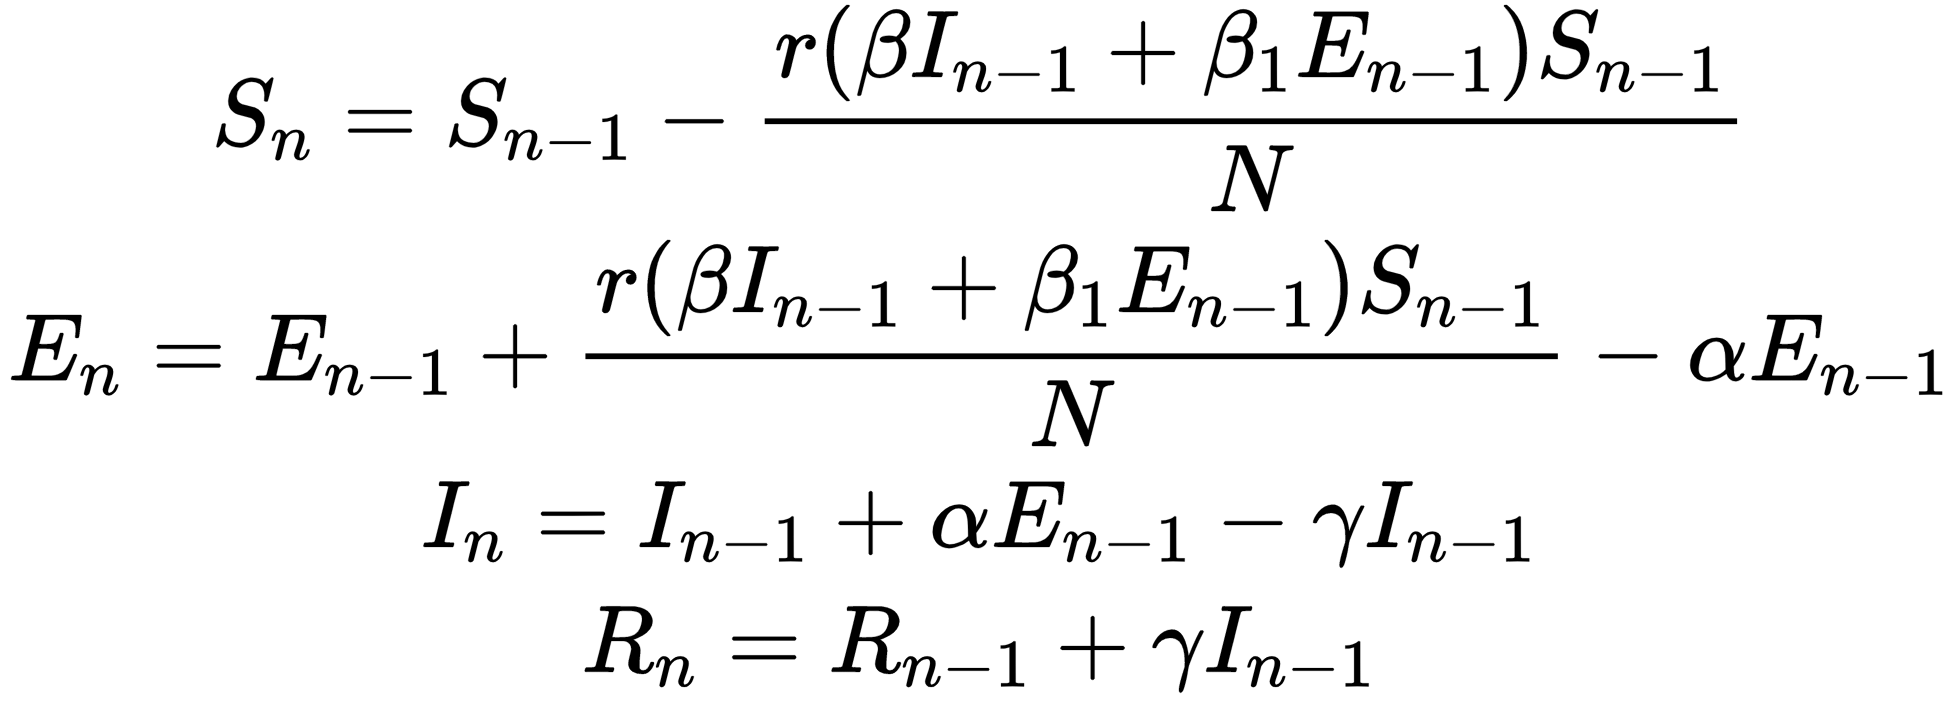 $S_n = S_{n-1} - \frac{r(\beta I_{n-1} + \beta_1 E_{n-1})S_{n-1}}{N}$
$E_n = E_{n-1} + \frac{r(\beta I_{n-1} + \beta_1 E_{n-1})S_{n-1}}{N} - \alpha E_{n-1}$
$I_n = I_{n-1} + \alpha E_{n-1} - \gamma I_{n-1}$
$R_n = R_{n-1} + \gamma I_{n-1}$